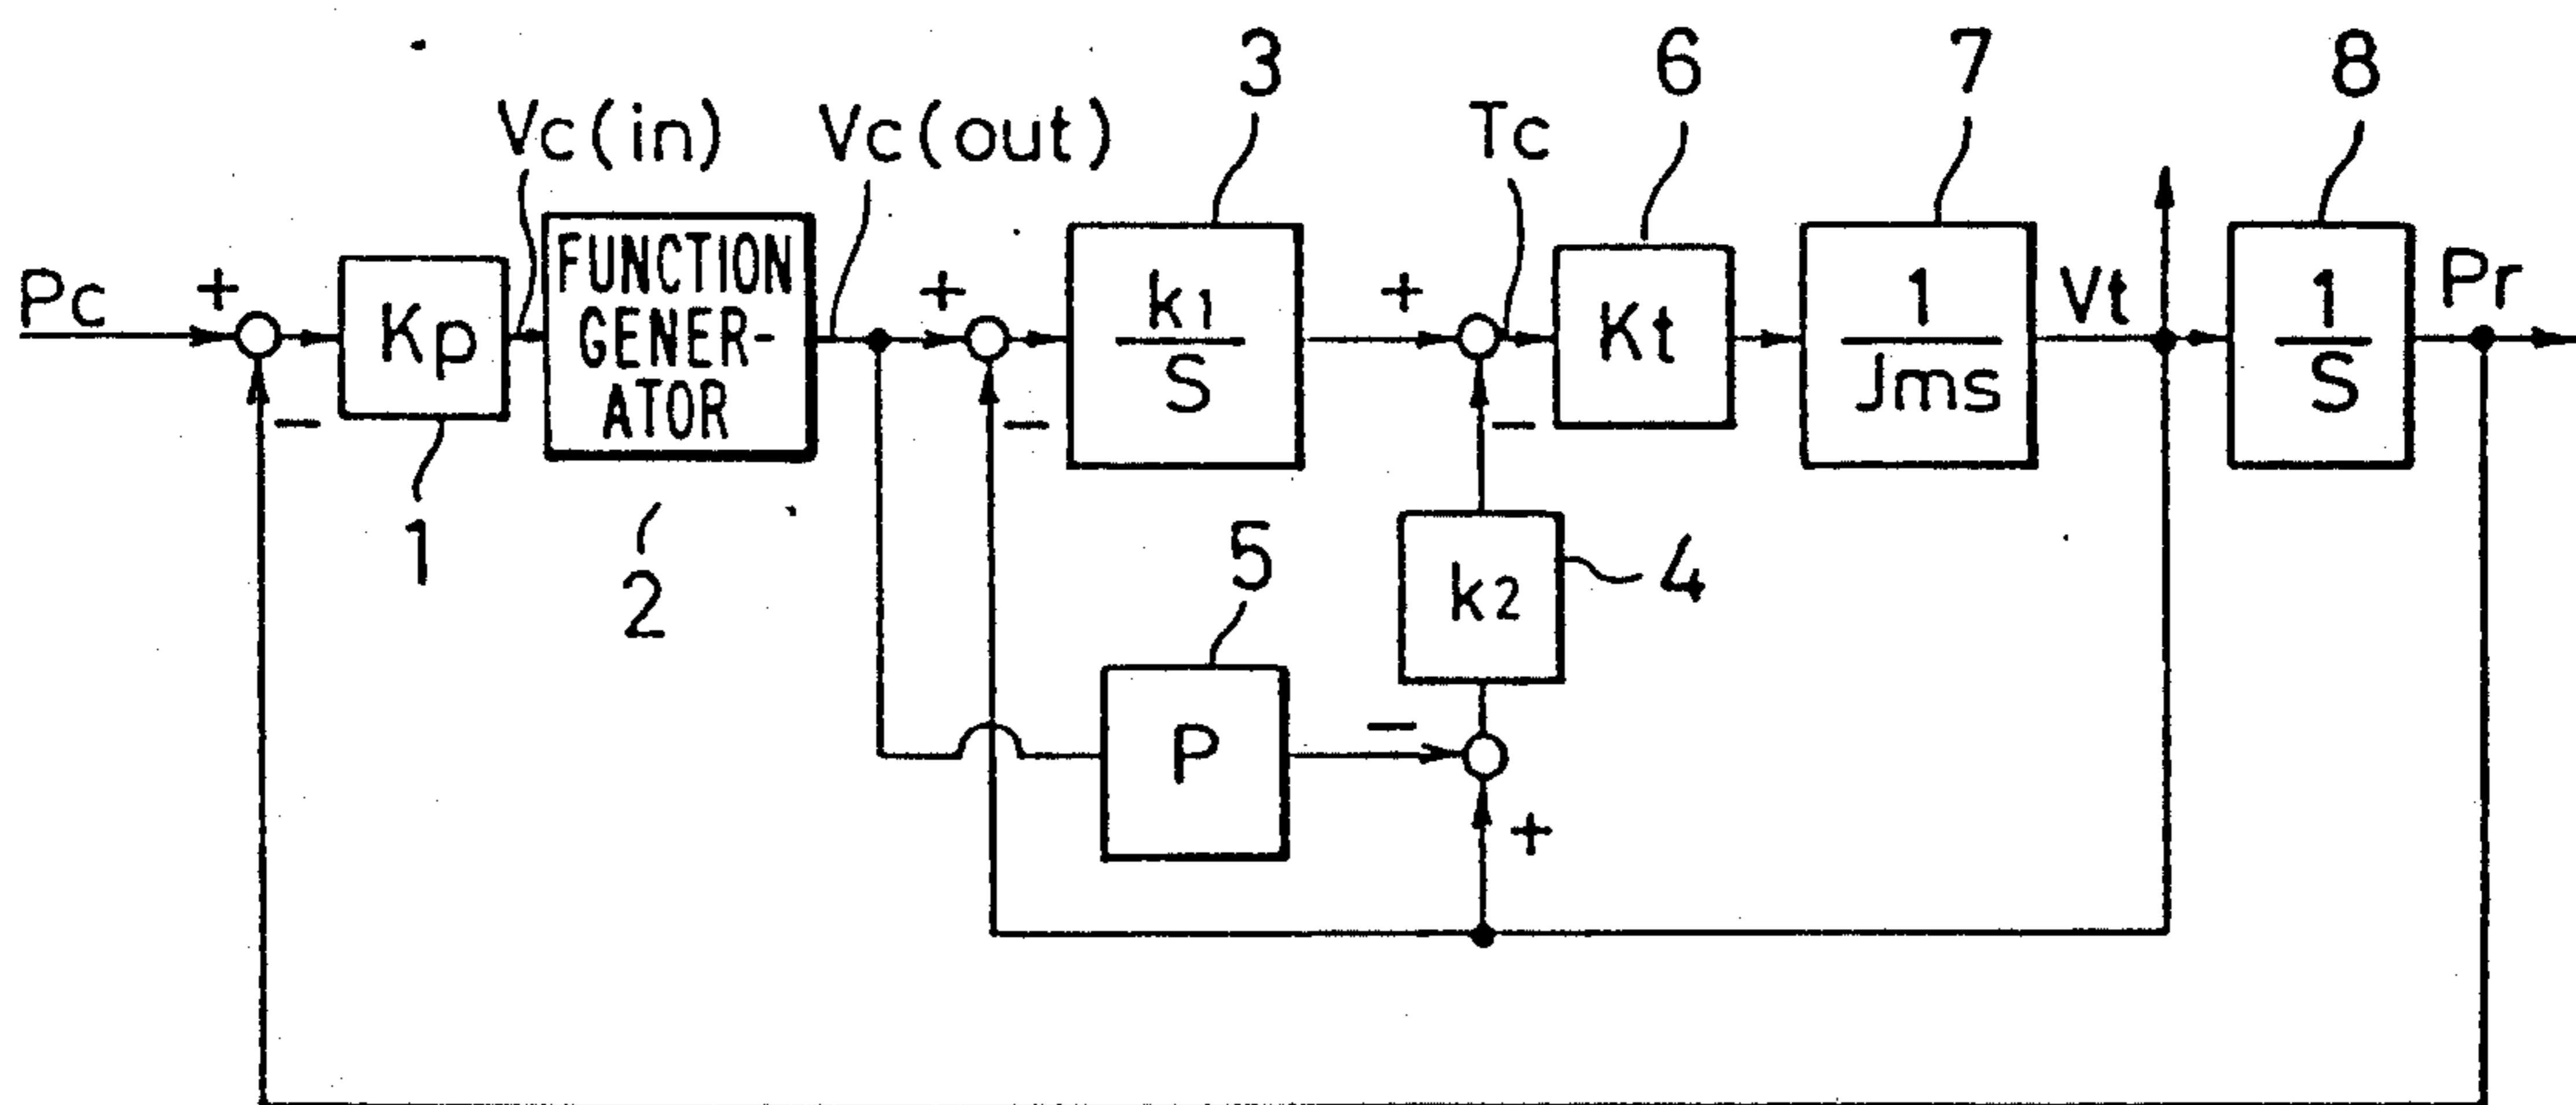 3
6
7
8
Vc(in)
Vc(out)
Tc
Pc
+
-
Kp
FUNCTION
GENER-
ATOR
+
-
k1
S
+
-
Kt
1
Jms
Vt
1
S
Pr
1
2
5
k2
4
P
-
+